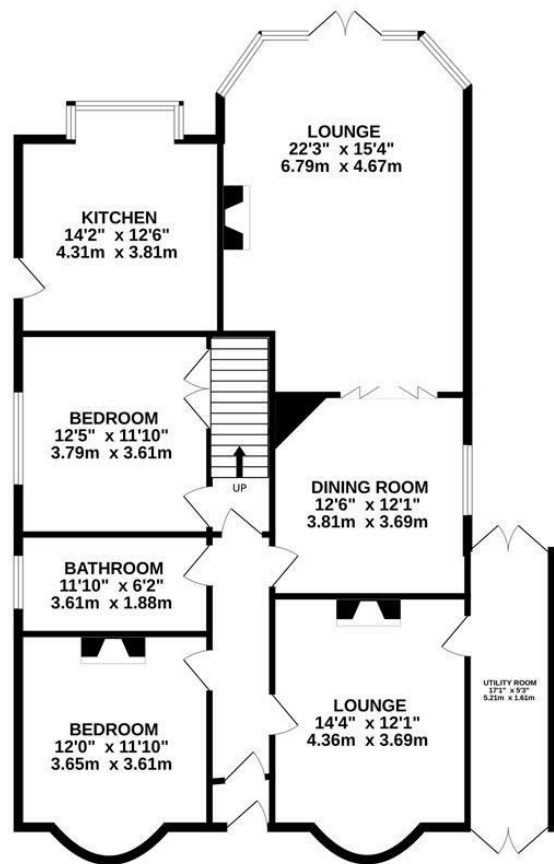 LOUNGE
22'3" x 15'4"
6.79m x 4.67m
KITCHEN
14'2" x 12'6"
4.31m x 3.81m
BEDROOM
12'5" x 11'10"
3.79m x 3.61m
UP
DINING ROOM
12'6" x 12'1"
3.81m x 3.69m
BATHROOM
11'10" x 6'2"
3.61m x 1.88m
UTILITY ROOM
17'1" x 5'3"
5.21m x 1.61m
LOUNGE
14'4" x 12'1"
4.36m x 3.69m
BEDROOM
12'0" x 11'10"
3.65m x 3.61m